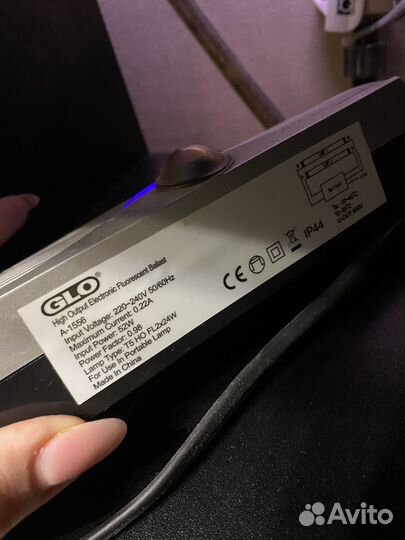 GLO
High Output Electronic Fluorescent Ballast
A-1556
Input Voltage: 220~240V 50/60Hz
Maximum Current: 0.22A
Input Power: 52W
Power Factor: 0.98
Lamp Type: T5 HO FL2x24W
For Use In Portable Lamp
Made In China
CE
IP44
Ballast
Avito